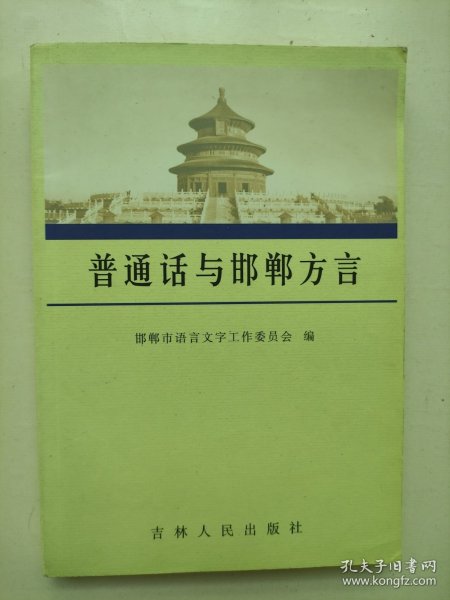 普通话与邯郸方言
邯郸市语言文字工作委员会 编
吉林人民出版社
孔夫子旧书网
www.kongfz.com